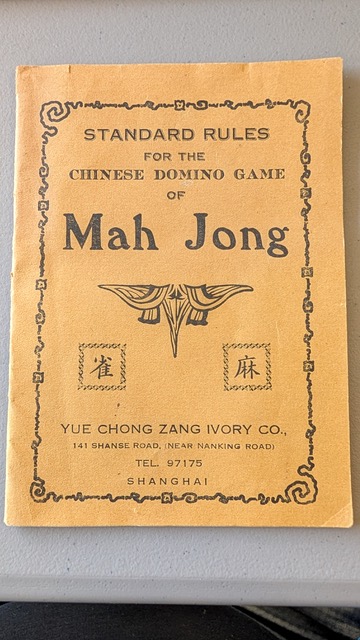 STANDARD RULES
FOR THE
CHINESE DOMINO GAME
OF
Mah Jong
雀 麻
YUE CHONG ZANG IVORY CO.,
141 SHANSE ROAD, (NEAR NANKING ROAD)
TEL. 97175
SHANGHAI